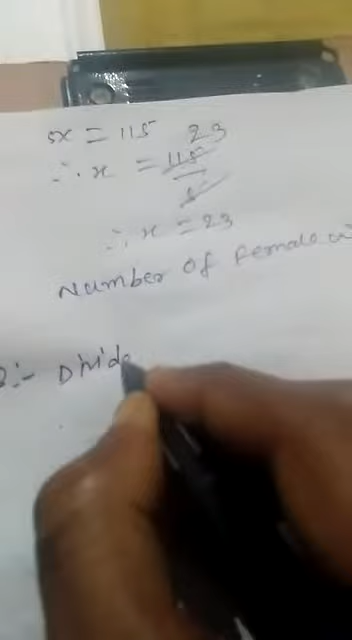 5x = 115 23
∴ x = 115
5
∴ x = 23
Number of female
:- Divide